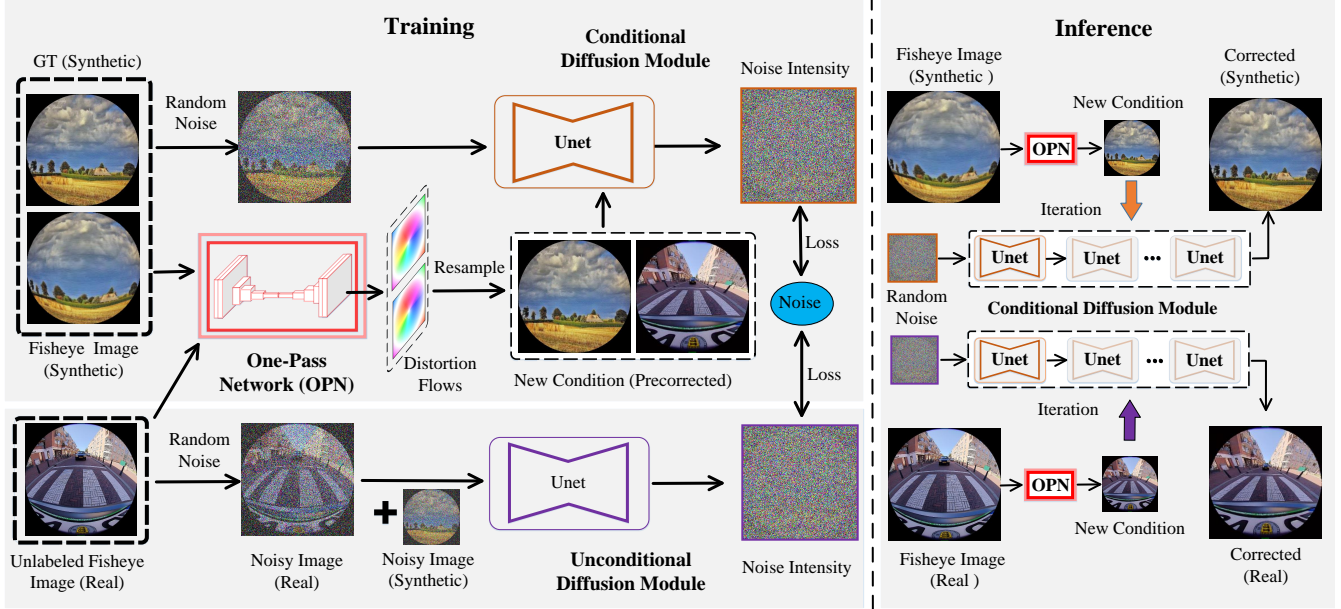 Training
GT (Synthetic)
Random
Noise
Conditional
Diffusion Module
Noise Intensity
Unet
Fisheye Image
(Synthetic)
One-Pass
Network (OPN)
Distortion
Flows
Resample
New Condition (Precorrected)
Loss
Noise
Loss
Unlabeled Fisheye
Image (Real)
Random
Noise
Noisy Image
(Real)
+
Noisy Image
(Synthetic)
Unet
Unconditional
Diffusion Module
Noise Intensity
Inference
Fisheye Image
(Synthetic )
OPN
New Condition
Corrected
(Synthetic)
Iteration
Random
Noise
Unet
Unet
...
Unet
Conditional Diffusion Module
Unet
Unet
...
Unet
Iteration
Fisheye Image
(Real )
OPN
New Condition
Corrected
(Real)